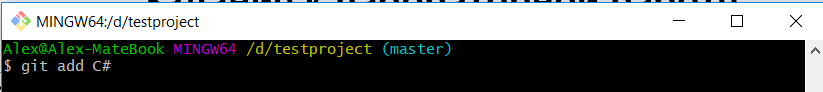 MINGW64:/d/testproject
Alex@Alex-MateBook MINGW64 /d/testproject (master)
$ git add C#